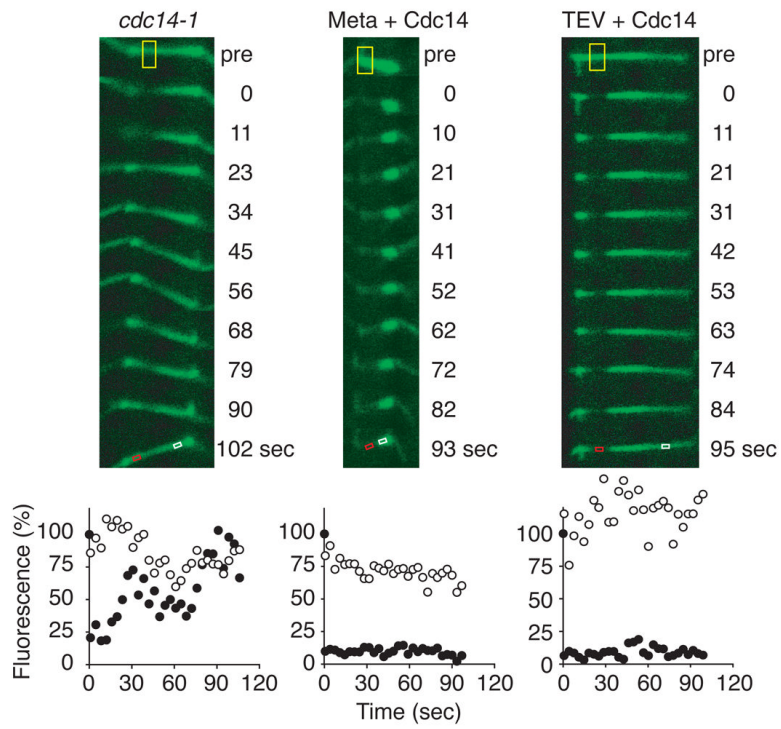 cdc14-1 Meta + Cdc14 TEV + Cdc14
pre pre pre
0 0 0
11 10 11
23 21 21
34 31 31
45 41 42
56 52 53
68 62 63
79 72 74
90 82 84
102 sec 93 sec 95 sec
Fluorescence (%)
100 100 100
75 75 75
50 50 50
25 25 25
0 0 0
0 30 60 90 120 0 30 60 90 120 0 30 60 90 120
Time (sec)